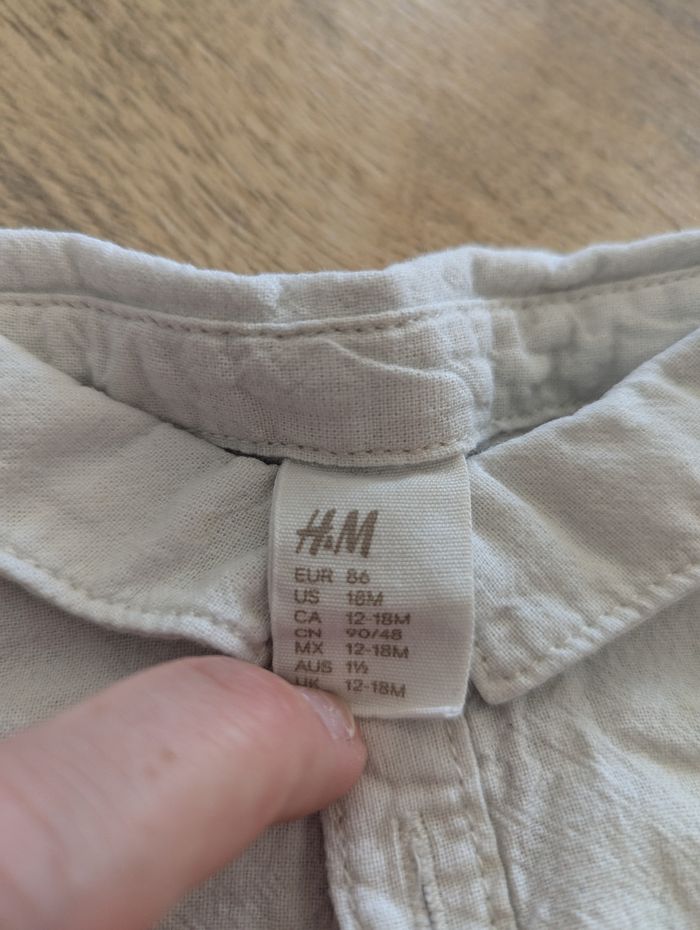 H&M
EUR 86
US 18M
CA 12-18M
CN 90/48
MX 12-18M
AUS 1½
UK 12-18M